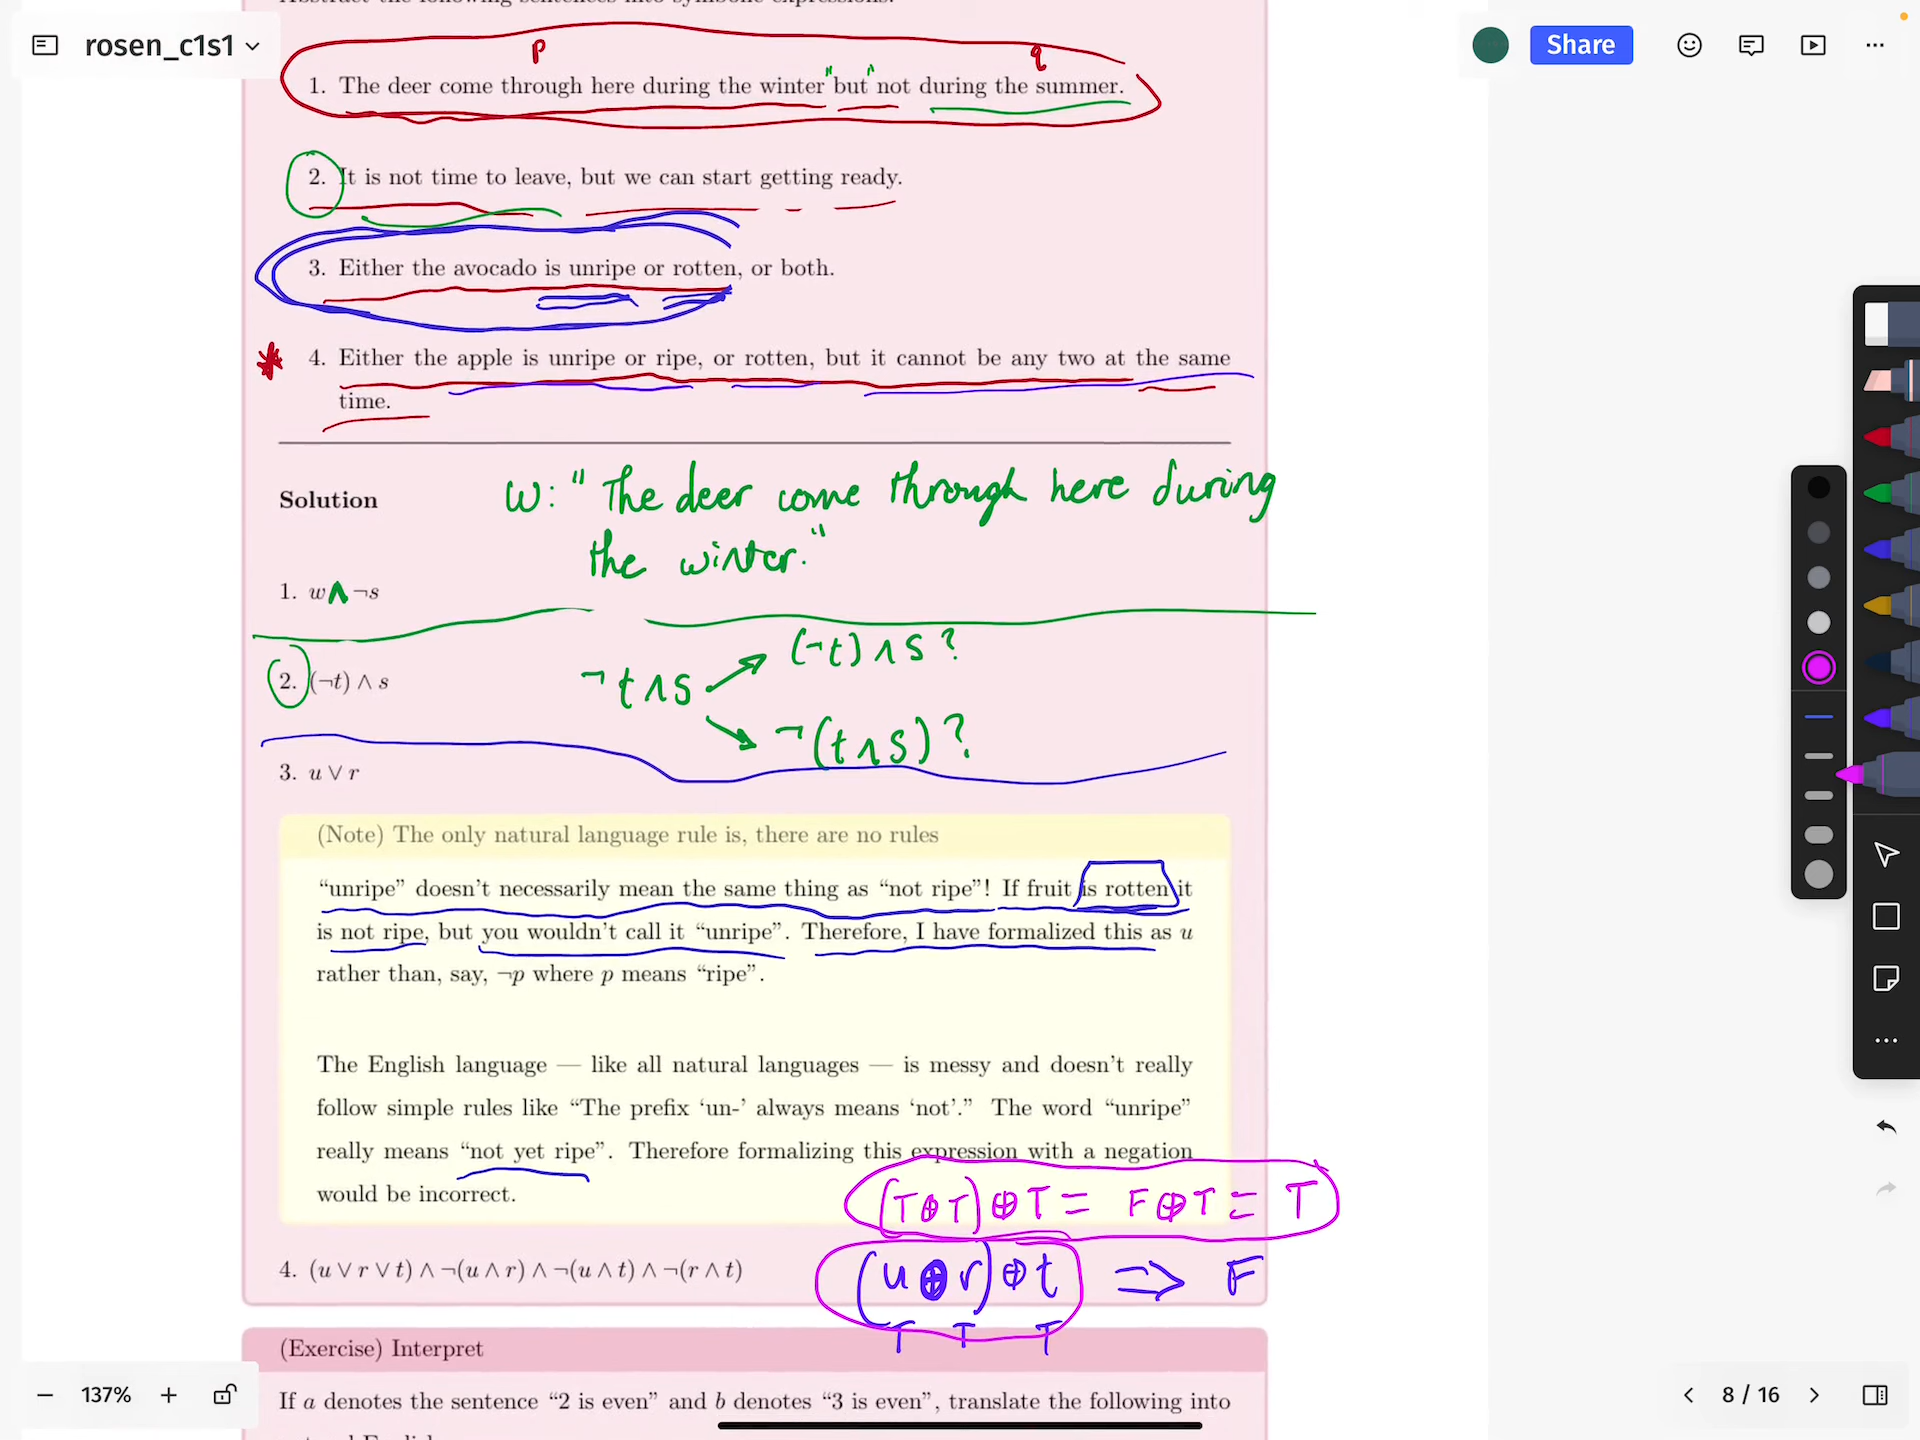 rosen_c1s1
Share
Abstract the following sentences into symbolic expressions.
p q
1. The deer come through here during the winter "but" not during the summer.
2. It is not time to leave, but we can start getting ready.
3. Either the avocado is unripe or rotten, or both.
* 4. Either the apple is unripe or ripe, or rotten, but it cannot be any two at the same
time.
Solution
w: "The deer come through here during
the winter."
1. w ∧ ¬s
(¬t) ∧ s?
2. (¬t) ∧ s
¬t ∧ s
¬(t ∧ s)?
3. u ∨ r
(Note) The only natural language rule is, there are no rules
“unripe” doesn’t necessarily mean the same thing as “not ripe”! If fruit is rotten it
is not ripe, but you wouldn’t call it “unripe”. Therefore, I have formalized this as u
rather than, say, ¬p where p means “ripe”.
The English language — like all natural languages — is messy and doesn’t really
follow simple rules like “The prefix ‘un-’ always means ‘not’.” The word “unripe”
really means “not yet ripe”. Therefore formalizing this expression with a negation
would be incorrect.
(T⊕T)⊕T = F⊕T = T
4. (u ∨ r ∨ t) ∧ ¬(u ∧ r) ∧ ¬(u ∧ t) ∧ ¬(r ∧ t)
(u⊕r)⊕t ⇒ F
T T T
(Exercise) Interpret
If a denotes the sentence “2 is even” and b denotes “3 is even”, translate the following into
− 137% +
8 / 16